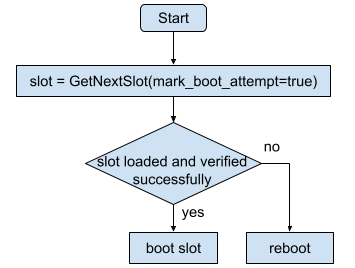 Start
slot = GetNextSlot(mark_boot_attempt=true)
no
slot loaded and verified
successfully
yes
boot slot
reboot